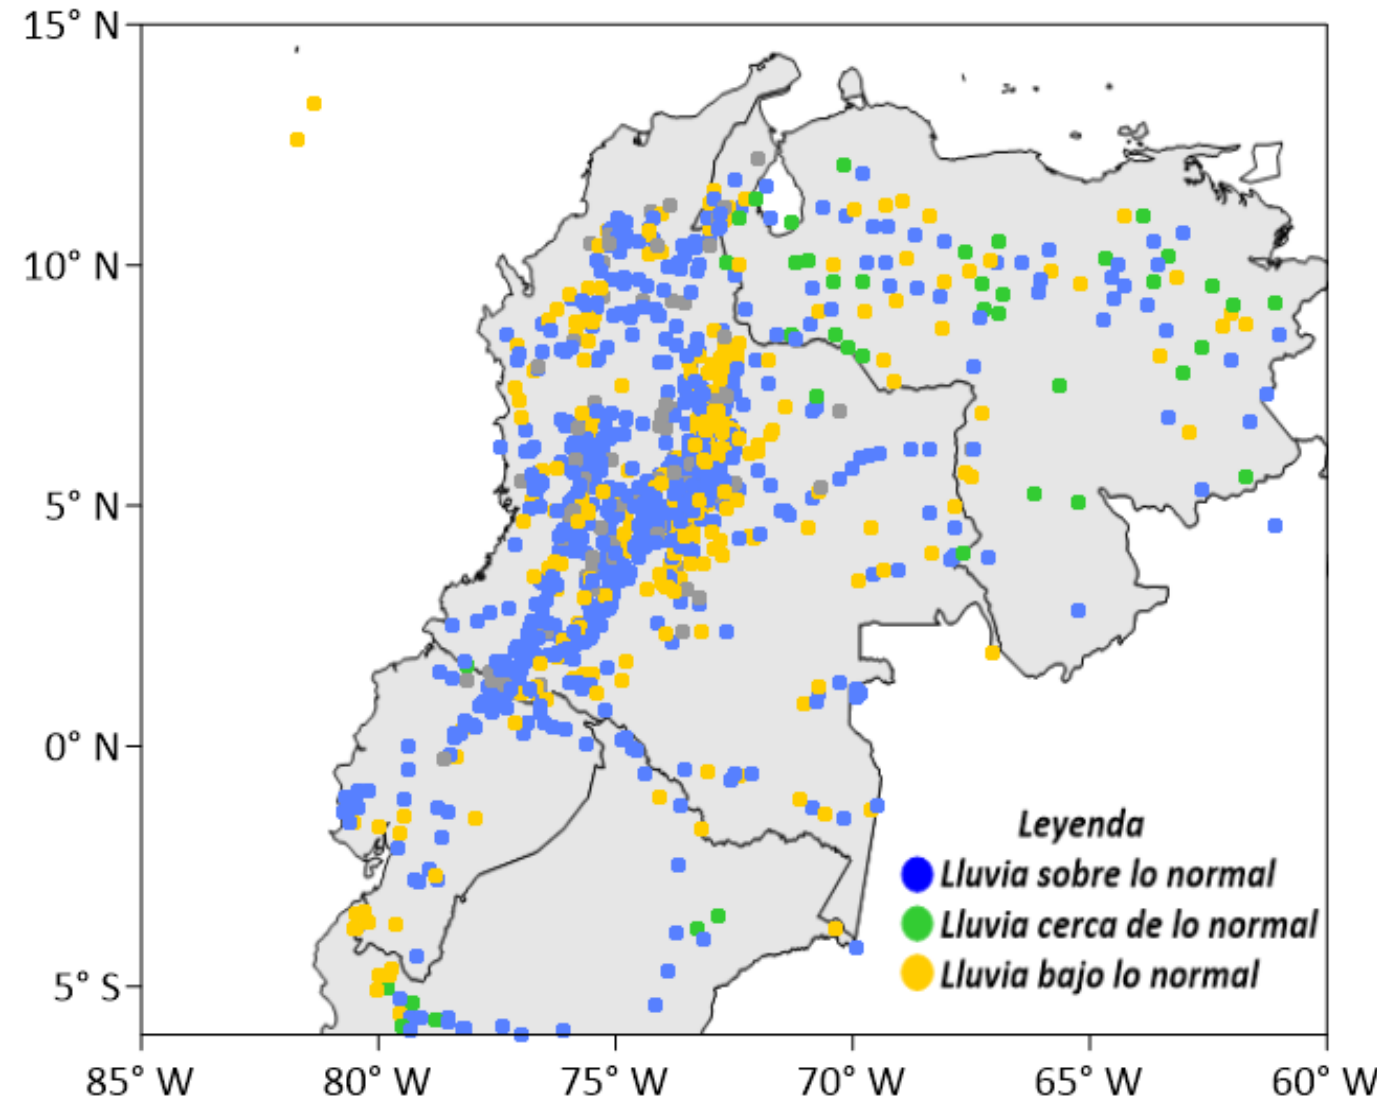 15° N
10° N
5° N
0° N
5° S
Leyenda
Lluvia sobre lo normal
Lluvia cerca de lo normal
Lluvia bajo lo normal
85° W 80° W 75° W 70° W 65° W 60° W